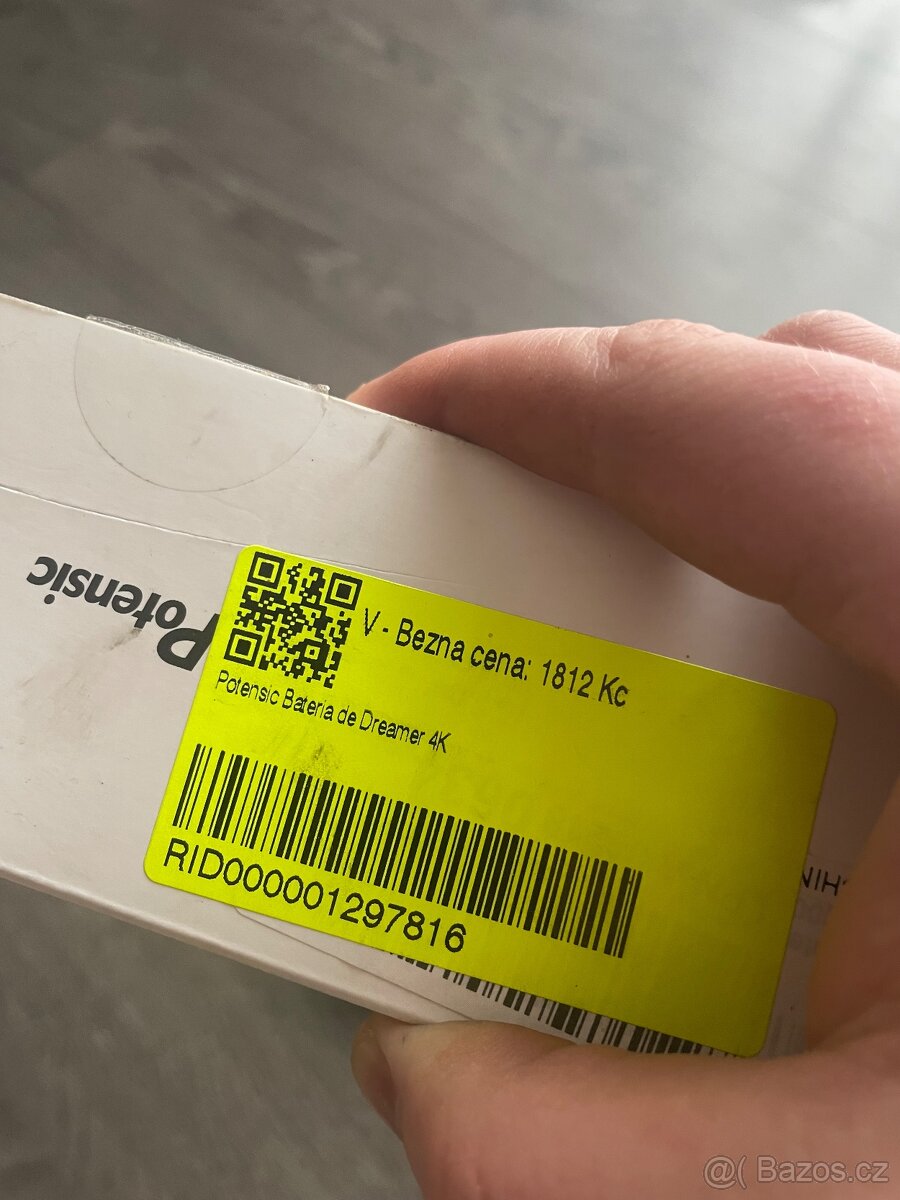 Potensic
V - Bezna cena: 1812 Kc
Potensic Bateria de Dreamer 4K
RID000001297816
@( Bazos.cz